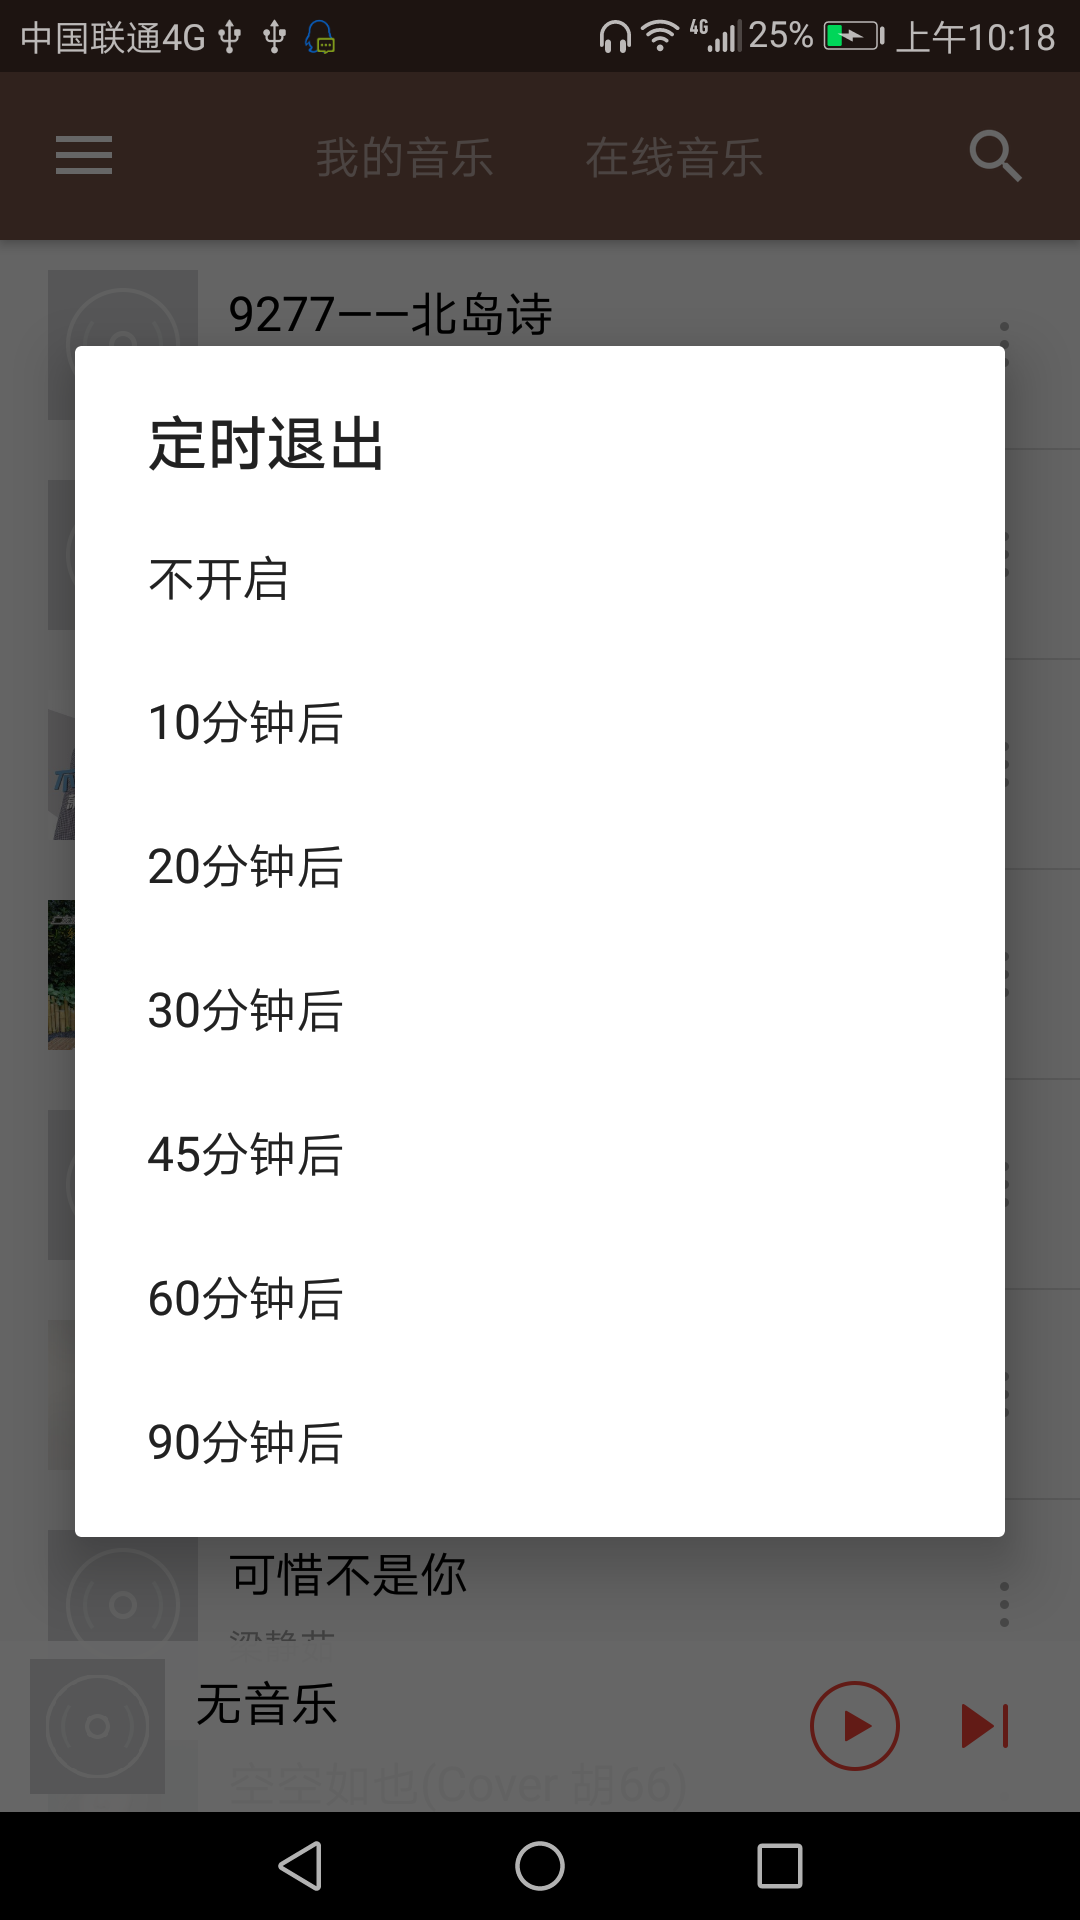 中国联通4G 4G 25% 上午10:18
我的音乐 在线音乐
9277——北岛诗
定时退出
不开启
10分钟后
20分钟后
30分钟后
45分钟后
60分钟后
90分钟后
可惜不是你
梁静茹
无音乐
空空如也(Cover 胡66)